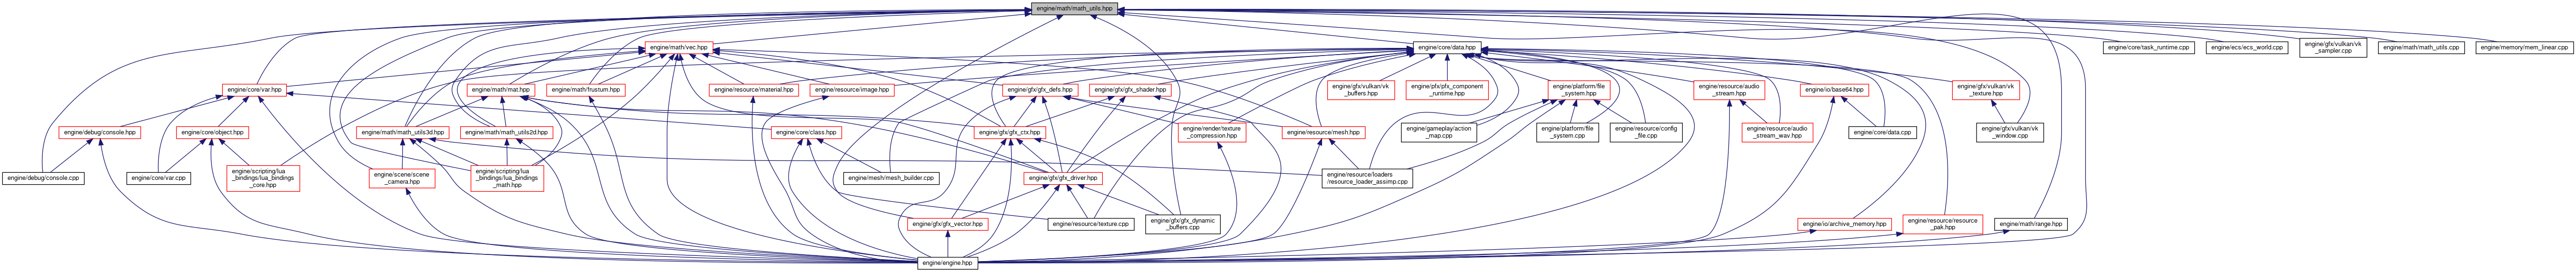 engine/math/math_utils.hpp
engine/math/vec.hpp
engine/core/data.hpp
engine/core/task_runtime.cpp
engine/ecs/ecs_world.cpp
engine/gfx/vulkan/vk
_sampler.cpp
engine/math/math_utils.cpp
engine/memory/mem_linear.cpp
engine/core/var.hpp
engine/math/mat.hpp
engine/math/frustum.hpp
engine/resource/material.hpp
engine/resource/image.hpp
engine/gfx/gfx_defs.hpp
engine/gfx/gfx_shader.hpp
engine/gfx/vulkan/vk
_buffers.cpp
engine/pfx/pfx_component
_runtime.cpp
engine/platform/file
_system.hpp
engine/resource/audio
_stream.hpp
engine/io/base64.hpp
engine/gfx/vulkan/vk
_texture.hpp
engine/debug/console.hpp
engine/core/object.hpp
engine/math/math_utils3d.hpp
engine/math/math_utils2d.hpp
engine/core/class.hpp
engine/gfx/gfx_ctx.hpp
engine/render/texture
_compression.hpp
engine/resource/mesh.hpp
engine/gameplay/action
_map.cpp
engine/platform/file
_system.cpp
engine/resource/config
_file.cpp
engine/resource/audio
_stream_wav.hpp
engine/core/data.cpp
engine/gfx/vulkan/vk
_window.cpp
engine/debug/console.cpp
engine/core/var.cpp
engine/scripting/lua
_bindings/lua_bindings
_core.hpp
engine/scene/scene
_camera.hpp
engine/scripting/lua
_bindings/lua_bindings
_math.hpp
engine/mesh/mesh_builder.cpp
engine/gfx/gfx_driver.hpp
engine/resource/loaders
/resource_loader_assimp.cpp
engine/gfx/gfx_vector.hpp
engine/resource/texture.cpp
engine/gfx/gfx_dynamic
_buffers.cpp
engine/io/archive_memory.hpp
engine/resource/resource
_pak.hpp
engine/math/range.hpp
engine/engine.hpp